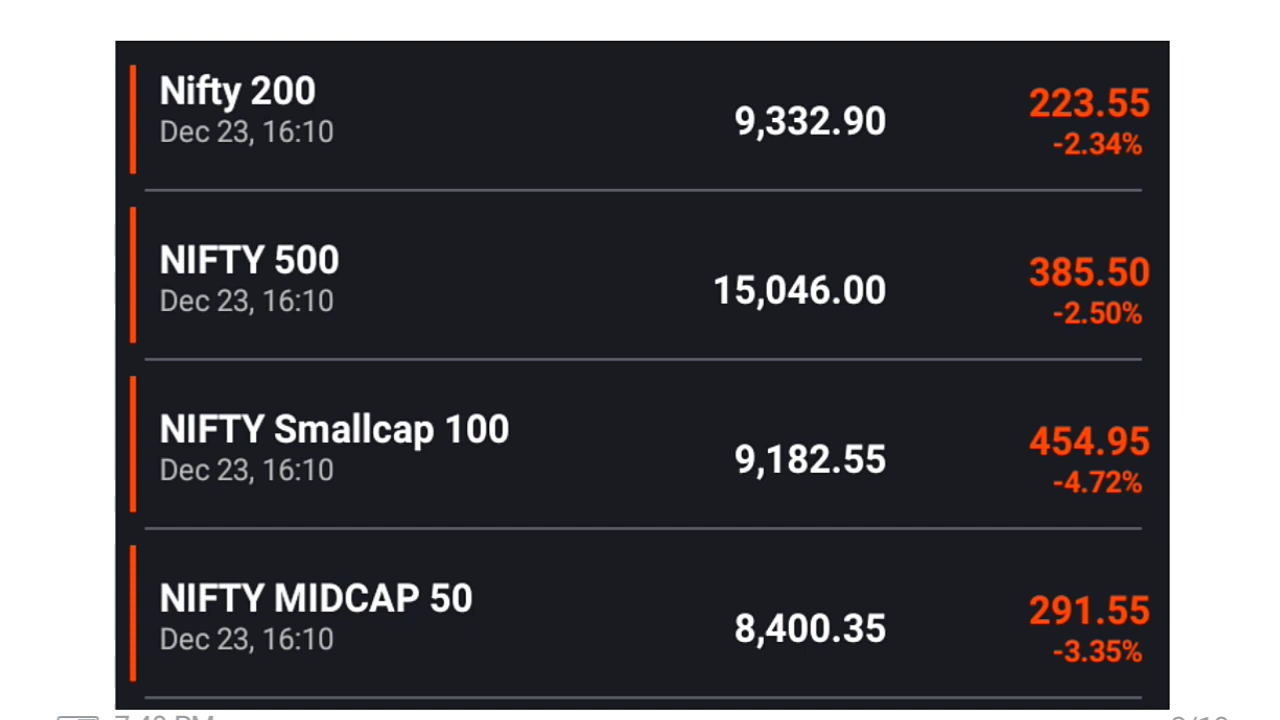 Nifty 200
Dec 23, 16:10
9,332.90
223.55
-2.34%
NIFTY 500
Dec 23, 16:10
15,046.00
385.50
-2.50%
NIFTY Smallcap 100
Dec 23, 16:10
9,182.55
454.95
-4.72%
NIFTY MIDCAP 50
Dec 23, 16:10
8,400.35
291.55
-3.35%